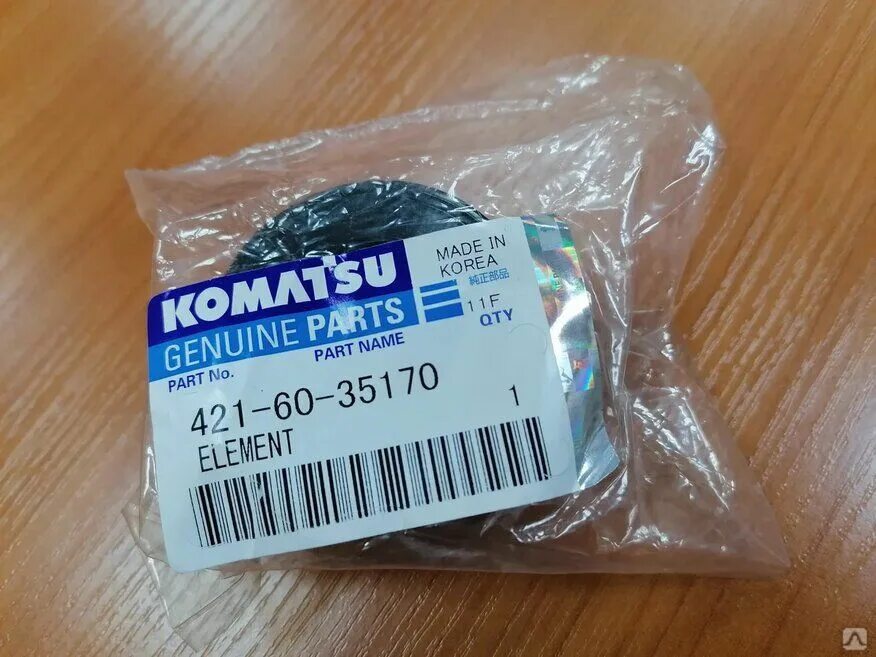 KOMATSU
MADE IN
KOREA
純正部品
GENUINE PARTS
11F
QTY
PART No.
PART NAME
421-60-35170
1
ELEMENT